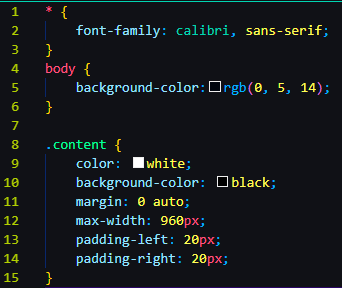 1 * {
2 font-family: calibri, sans-serif;
3 }
4 body {
5 background-color: rgb(0, 5, 14);
6 }
7
8 .content {
9 color: white;
10 background-color: black;
11 margin: 0 auto;
12 max-width: 960px;
13 padding-left: 20px;
14 padding-right: 20px;
15 }